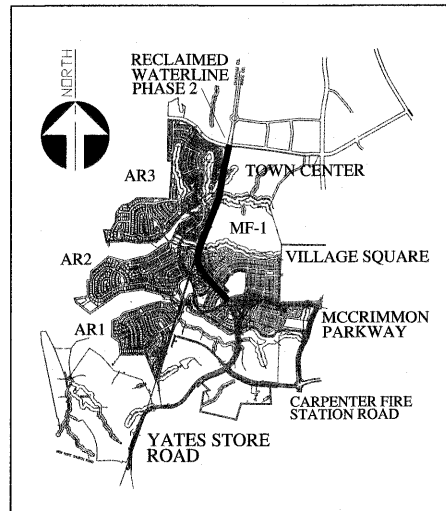 NORTH
RECLAIMED
WATERLINE
PHASE 2
TOWN CENTER
AR3
MF-1
VILLAGE SQUARE
AR2
MCCRIMMON
PARKWAY
AR1
CARPENTER FIRE
STATION ROAD
YATES STORE
ROAD